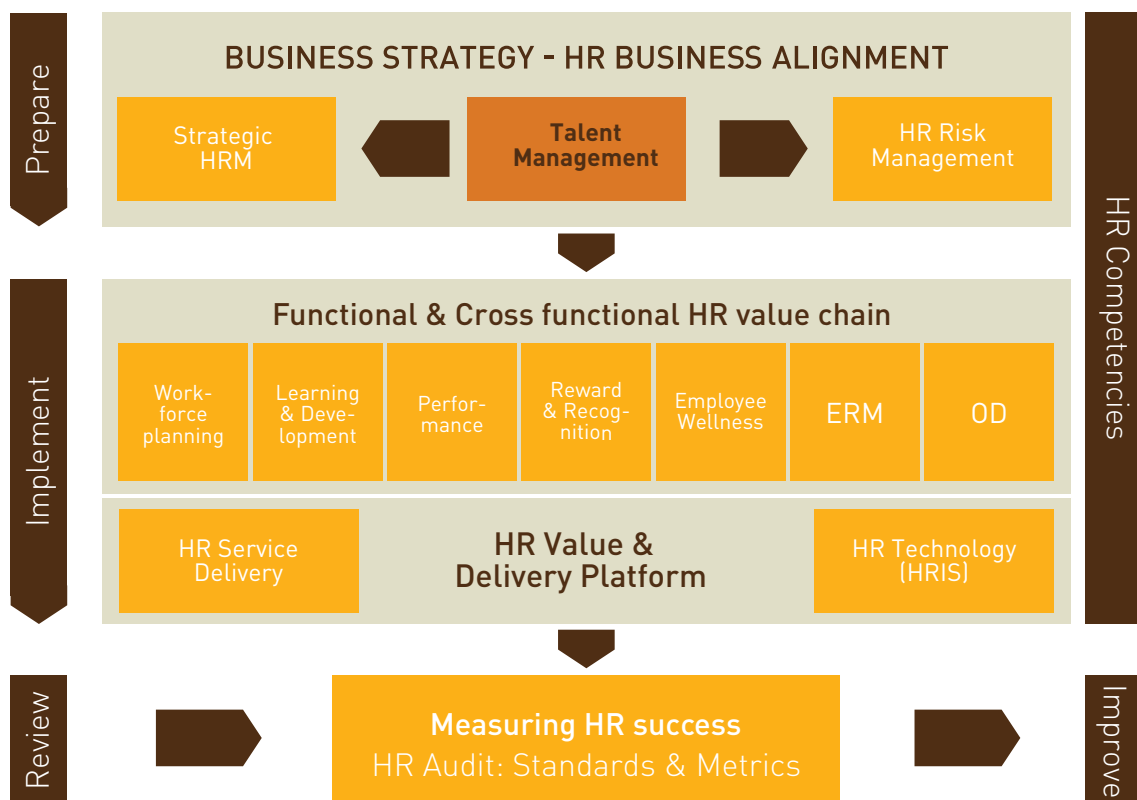 Prepare
BUSINESS STRATEGY - HR BUSINESS ALIGNMENT
Strategic
HRM
Talent
Management
HR Risk
Management
HR Competencies
Implement
Functional & Cross functional HR value chain
Work-
force
planning
Learning
& Deve-
lopment
Perfor-
mance
Reward
& Recog-
nition
Employee
Wellness
ERM
OD
HR Service
Delivery
HR Value &
Delivery Platform
HR Technology
(HRIS)
Review
Measuring HR success
HR Audit: Standards & Metrics
Improve